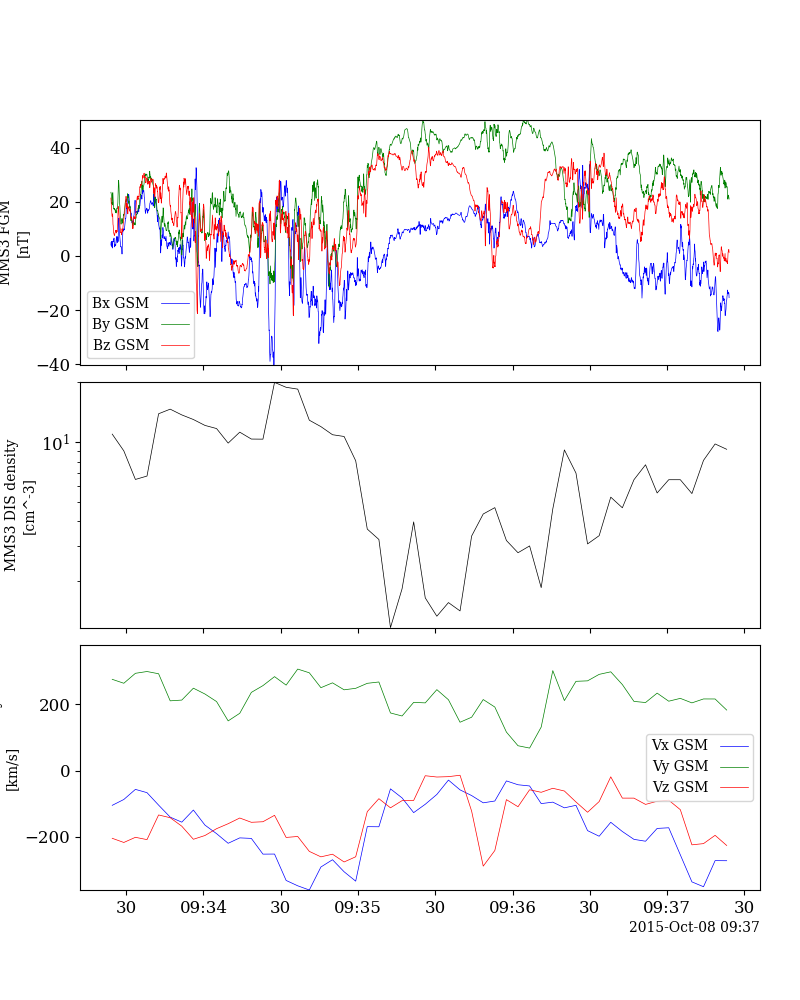 40
20
0
−20
−40
MMS3 FGM
[nT]
Bx GSM
By GSM
Bz GSM
10^1
MMS3 DIS density
[cm^-3]
200
0
−200
[km/s]
Vx GSM
Vy GSM
Vz GSM
30 09:34 30 09:35 30 09:36 30 09:37 30
2015-Oct-08 09:37